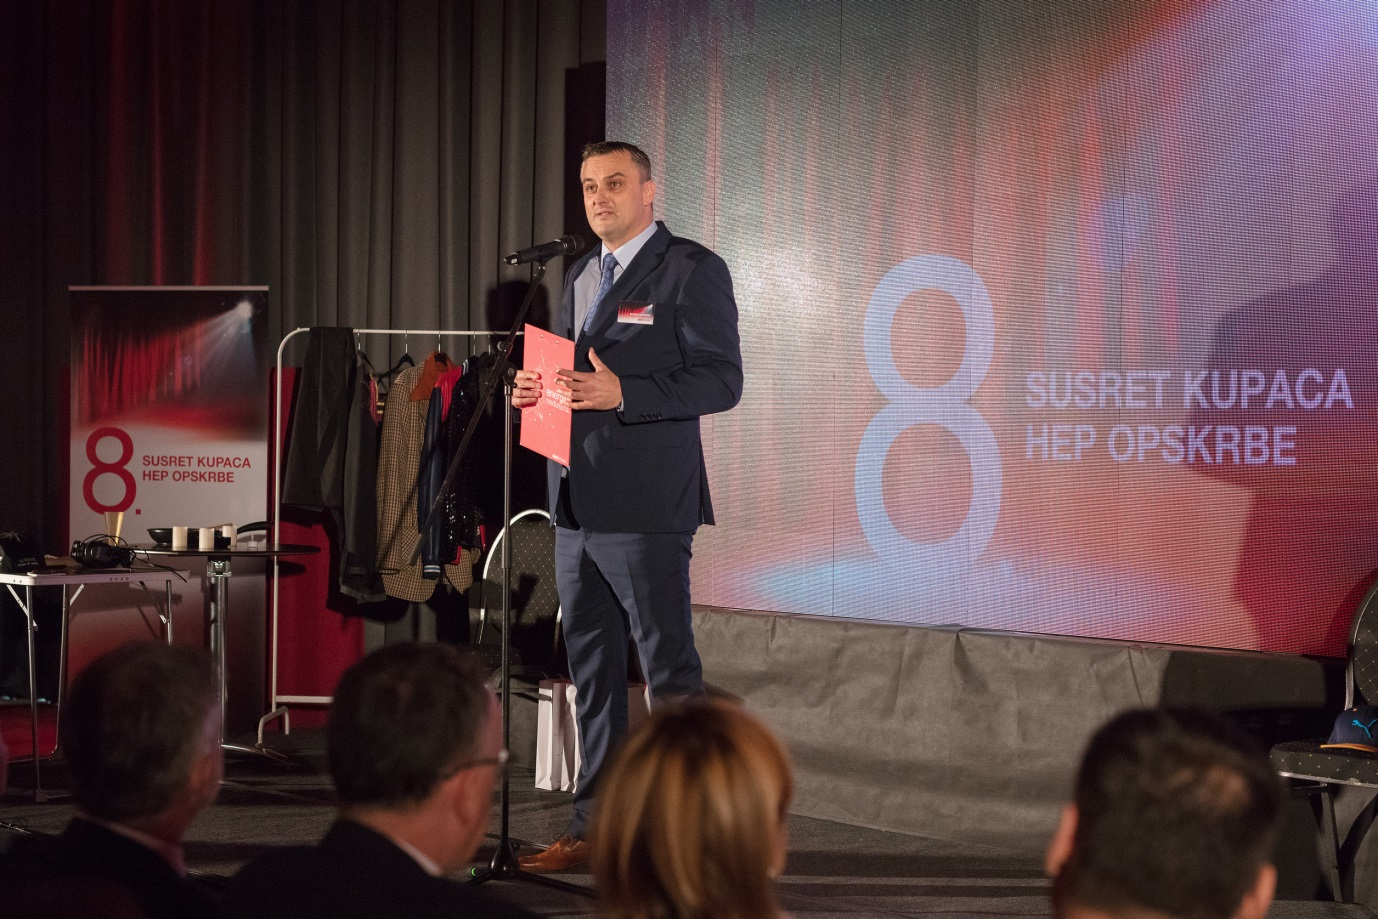 8.
SUSRET KUPACA
HEP OPSKRBE
8
SUSRET KUPACA
HEP OPSKRBE